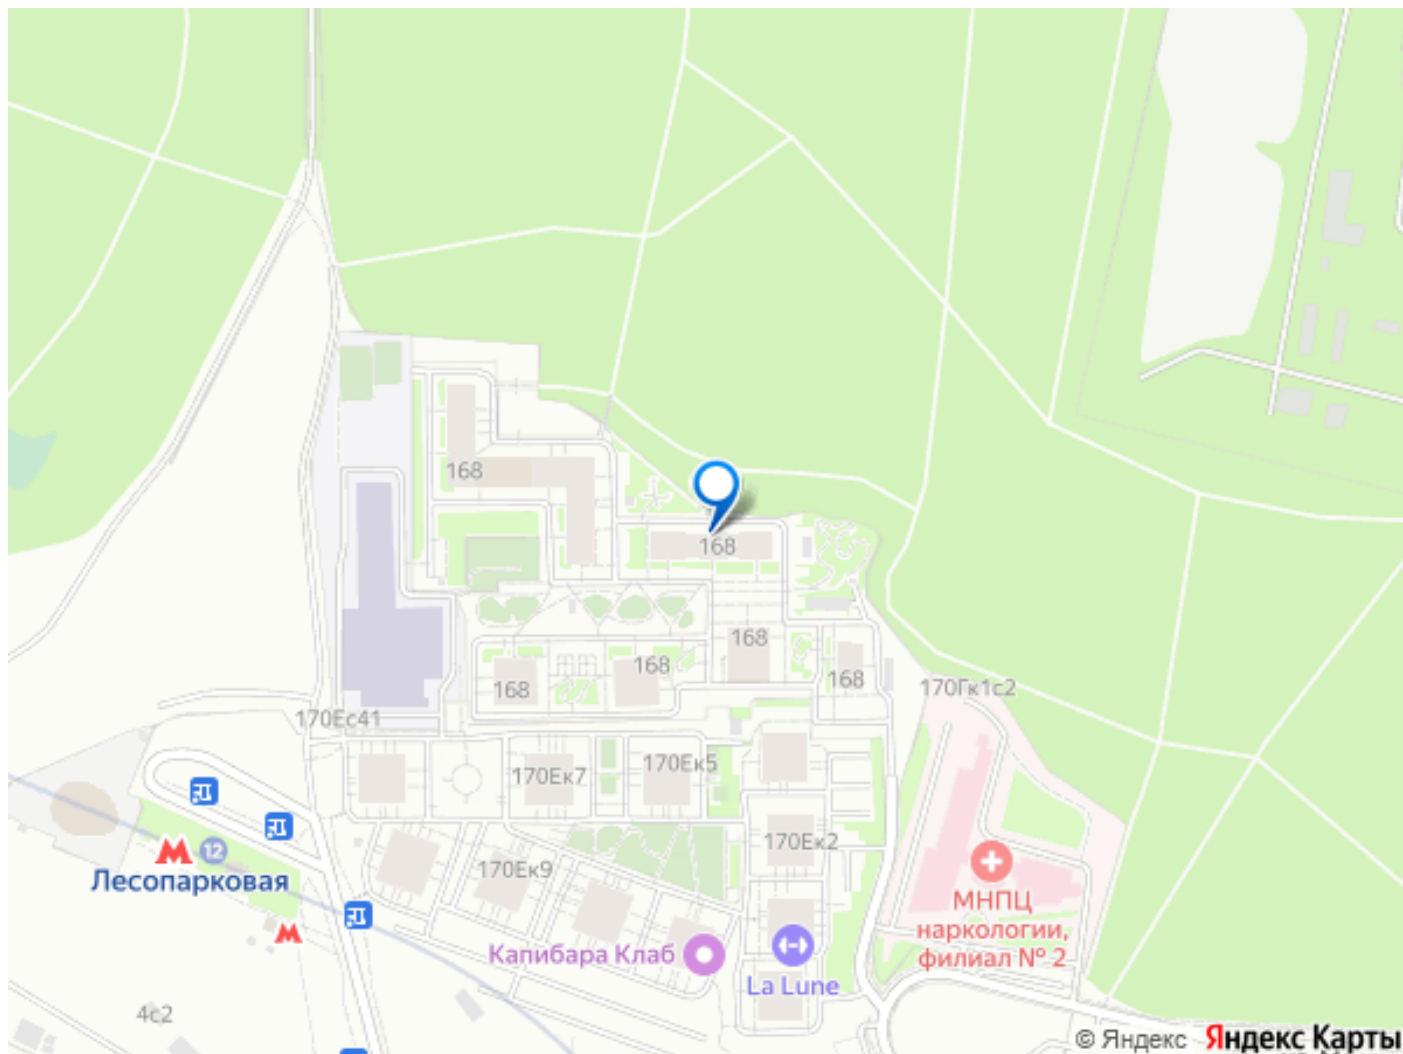 168
168
168
168
168
168
170Гк1с2
170Ес41
170Ек7
170Ек5
170Ек2
12
Лесопарковая
170Ек9
МНПЦ
наркологии,
филиал № 2
Капибара Клаб
La Lune
4с2
© Яндекс Яндекс Карты